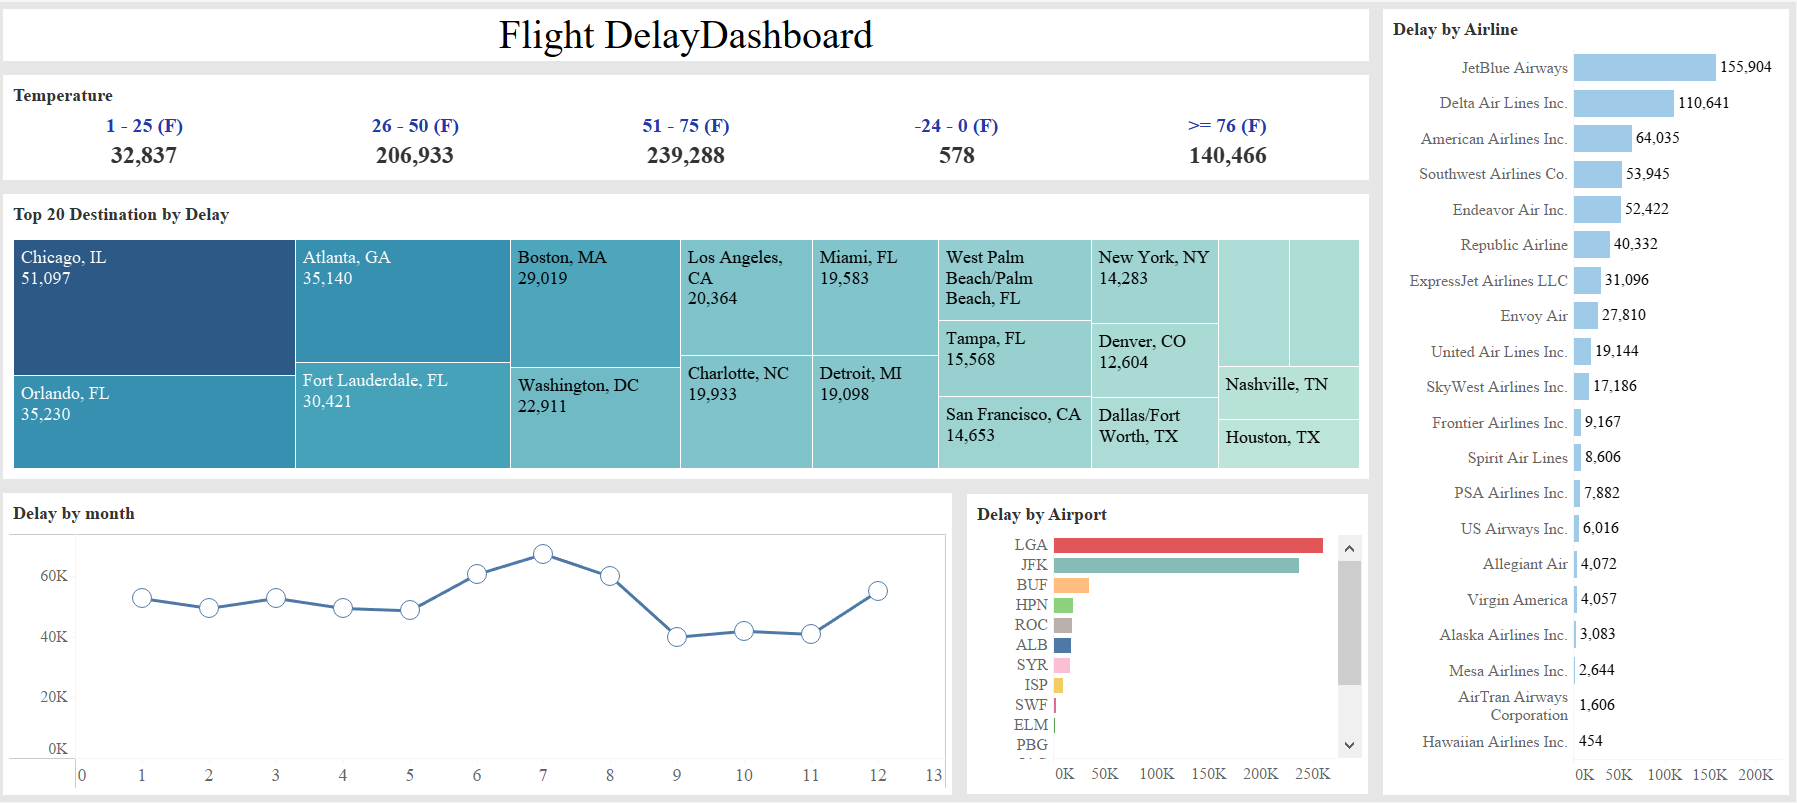 Flight DelayDashboard
Temperature
1 - 25 (F)
26 - 50 (F)
51 - 75 (F)
-24 - 0 (F)
>= 76 (F)
32,837
206,933
239,288
578
140,466
Top 20 Destination by Delay
Chicago, IL
51,097
Orlando, FL
35,230
Atlanta, GA
35,140
Fort Lauderdale, FL
30,421
Boston, MA
29,019
Washington, DC
22,911
Los Angeles,
CA
20,364
Charlotte, NC
19,933
Miami, FL
19,583
Detroit, MI
19,098
West Palm
Beach/Palm
Beach, FL
Tampa, FL
15,568
San Francisco, CA
14,653
New York, NY
14,283
Denver, CO
12,604
Dallas/Fort
Worth, TX
Nashville, TN
Houston, TX
Delay by month
60K
40K
20K
0K
0
1
2
3
4
5
6
7
8
9
10
11
12
13
Delay by Airport
LGA
JFK
BUF
HPN
ROC
ALB
SYR
ISP
SWF
ELM
PBG
0K
50K
100K
150K
200K
250K
Delay by Airline
JetBlue Airways 155,904
Delta Air Lines Inc. 110,641
American Airlines Inc. 64,035
Southwest Airlines Co. 53,945
Endeavor Air Inc. 52,422
Republic Airline 40,332
ExpressJet Airlines LLC 31,096
Envoy Air 27,810
United Air Lines Inc. 19,144
SkyWest Airlines Inc. 17,186
Frontier Airlines Inc. 9,167
Spirit Air Lines 8,606
PSA Airlines Inc. 7,882
US Airways Inc. 6,016
Allegiant Air 4,072
Virgin America 4,057
Alaska Airlines Inc. 3,083
Mesa Airlines Inc. 2,644
AirTran Airways
Corporation 1,606
Hawaiian Airlines Inc. 454
0K
50K
100K
150K
200K